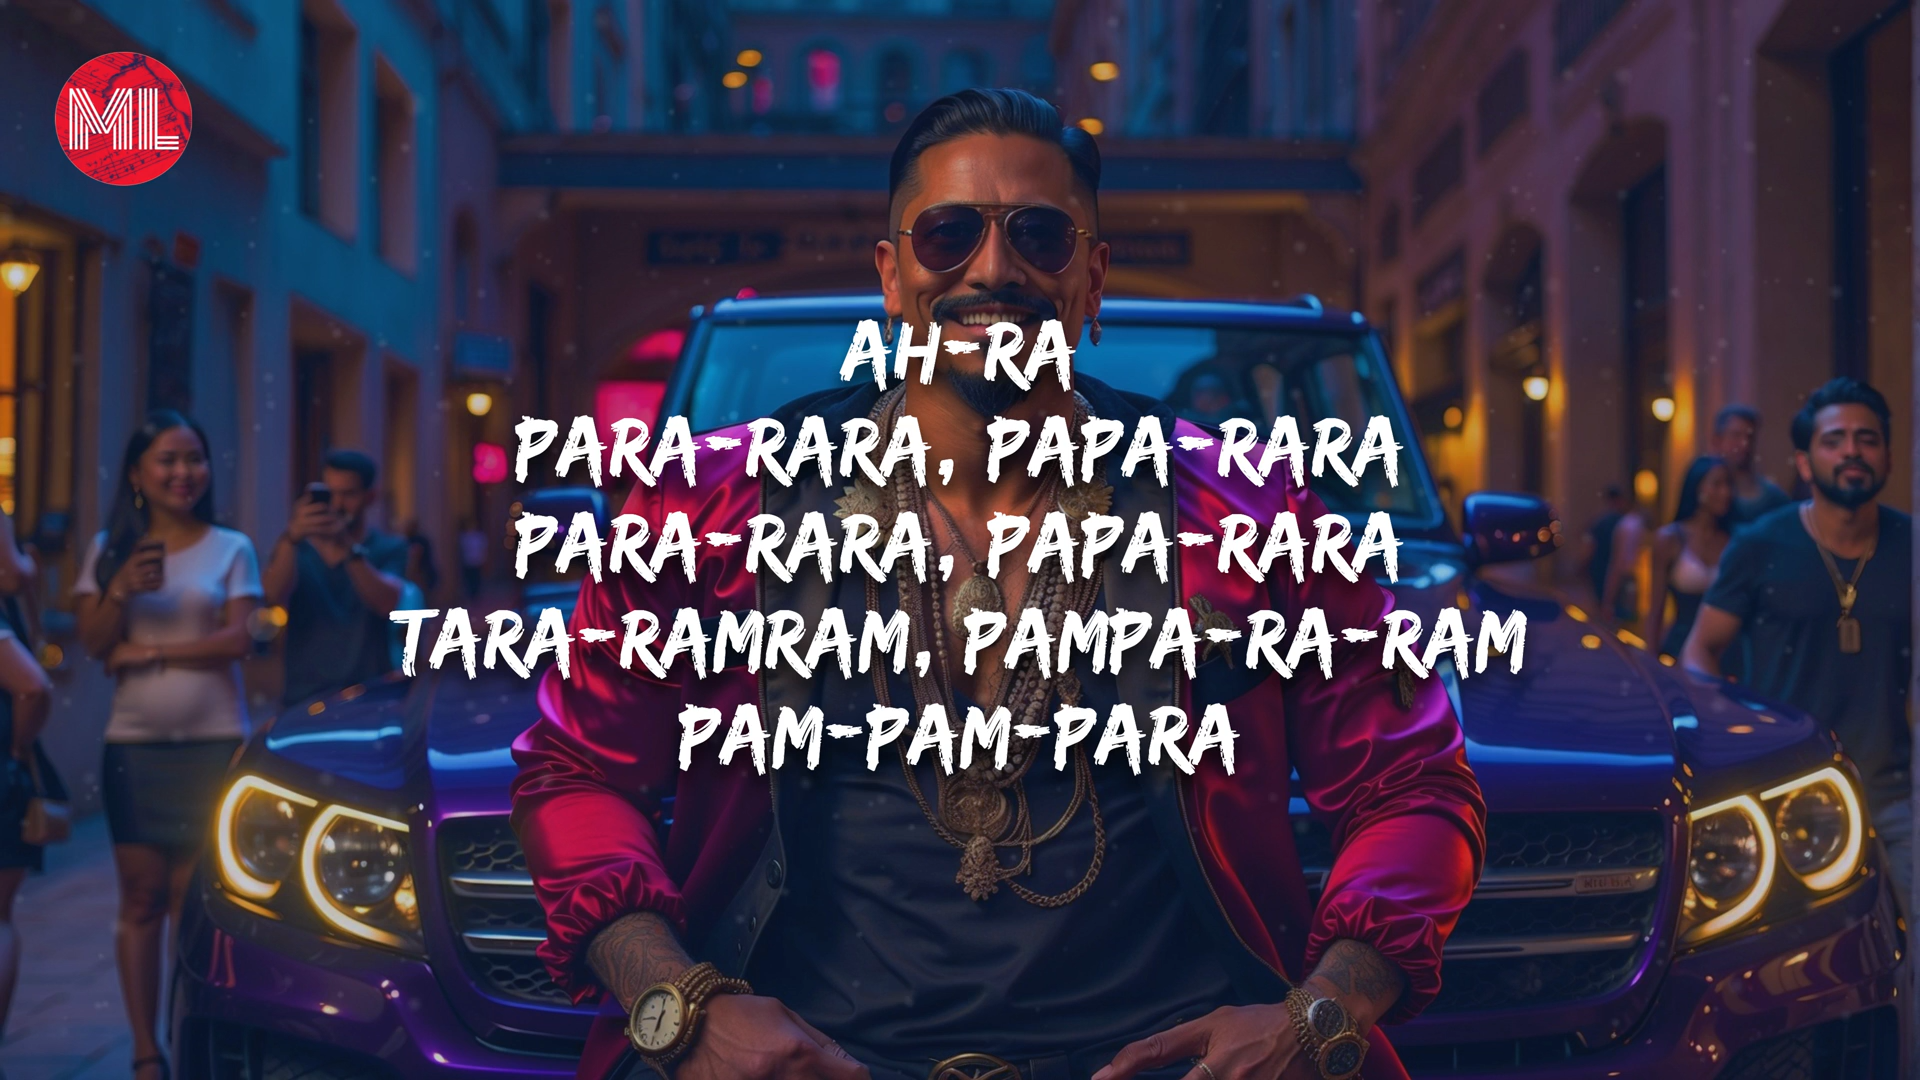 ML
AH-RA
PARA-RARA, PAPA-RARA
PARA-RARA, PAPA-RARA
TARA-RAMRAM, PAMPA-RA-RAM
PAM-PAM-PARA